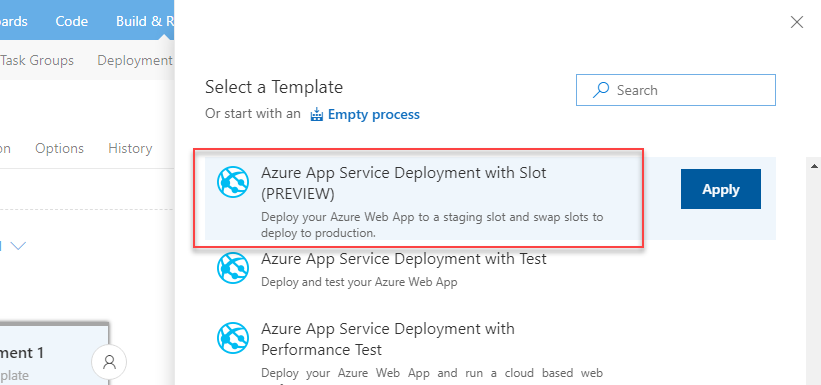 ards Code Build & R
Task Groups Deployment
Select a Template
Search
Or start with an Empty process
on Options History
Azure App Service Deployment with Slot
(PREVIEW)
Apply
Deploy your Azure Web App to a staging slot and swap slots to
deploy to production.
Azure App Service Deployment with Test
Deploy and test your Azure Web App
Azure App Service Deployment with
Performance Test
Deploy your Azure Web App and run a cloud based web
ment 1
plate